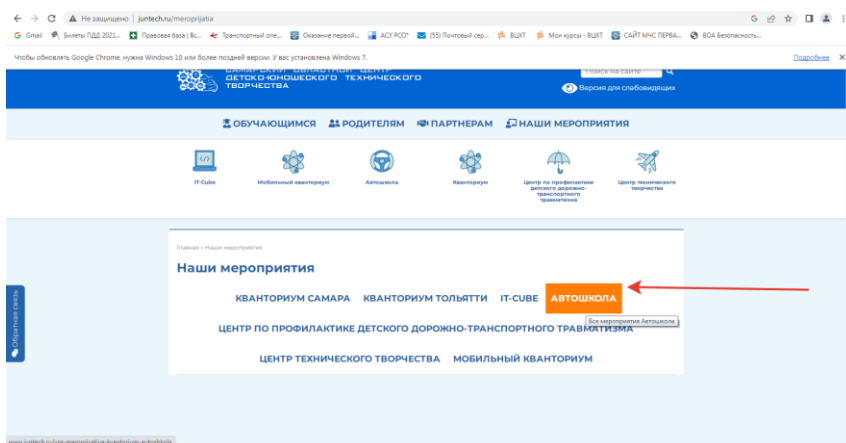 Не защищено | juntech.ru/meroprijatia
Gmail Билеты ПДД 2021... Правовая база | Вс... Транспортный опе... Оказание первой... АСУ РСО* (55) Почтовый сер... ВЦХТ Мои курсы - ВЦХТ САЙТ МЧС ПЕРВА... ВОА Безопасность...
Чтобы обновлять Google Chrome, нужна Windows 10 или более поздней версии. У вас установлена Windows 7. Подробнее
САМАРСКИЙ ОБЛАСТНОЙ ЦЕНТР
ДЕТСКО-ЮНОШЕСКОГО ТЕХНИЧЕСКОГО
ТВОРЧЕСТВА
Поиск на сайте
Версия для слабовидящих
ОБУЧАЮЩИМСЯ РОДИТЕЛЯМ ПАРТНЕРАМ НАШИ МЕРОПРИЯТИЯ
IT-Cube
Мобильный кванториум
Автошкола
Кванториум
Центр по профилактике
детского дорожно-
транспортного
травматизма
Центр технического
творчества
Главная » Наши мероприятия
Наши мероприятия
КВАНТОРИУМ САМАРА КВАНТОРИУМ ТОЛЬЯТТИ IT-CUBE АВТОШКОЛА
Все мероприятия Автошкола
ЦЕНТР ПО ПРОФИЛАКТИКЕ ДЕТСКОГО ДОРОЖНО-ТРАНСПОРТНОГО ТРАВМАТИЗМА
ЦЕНТР ТЕХНИЧЕСКОГО ТВОРЧЕСТВА МОБИЛЬНЫЙ КВАНТОРИУМ
Обратная связь